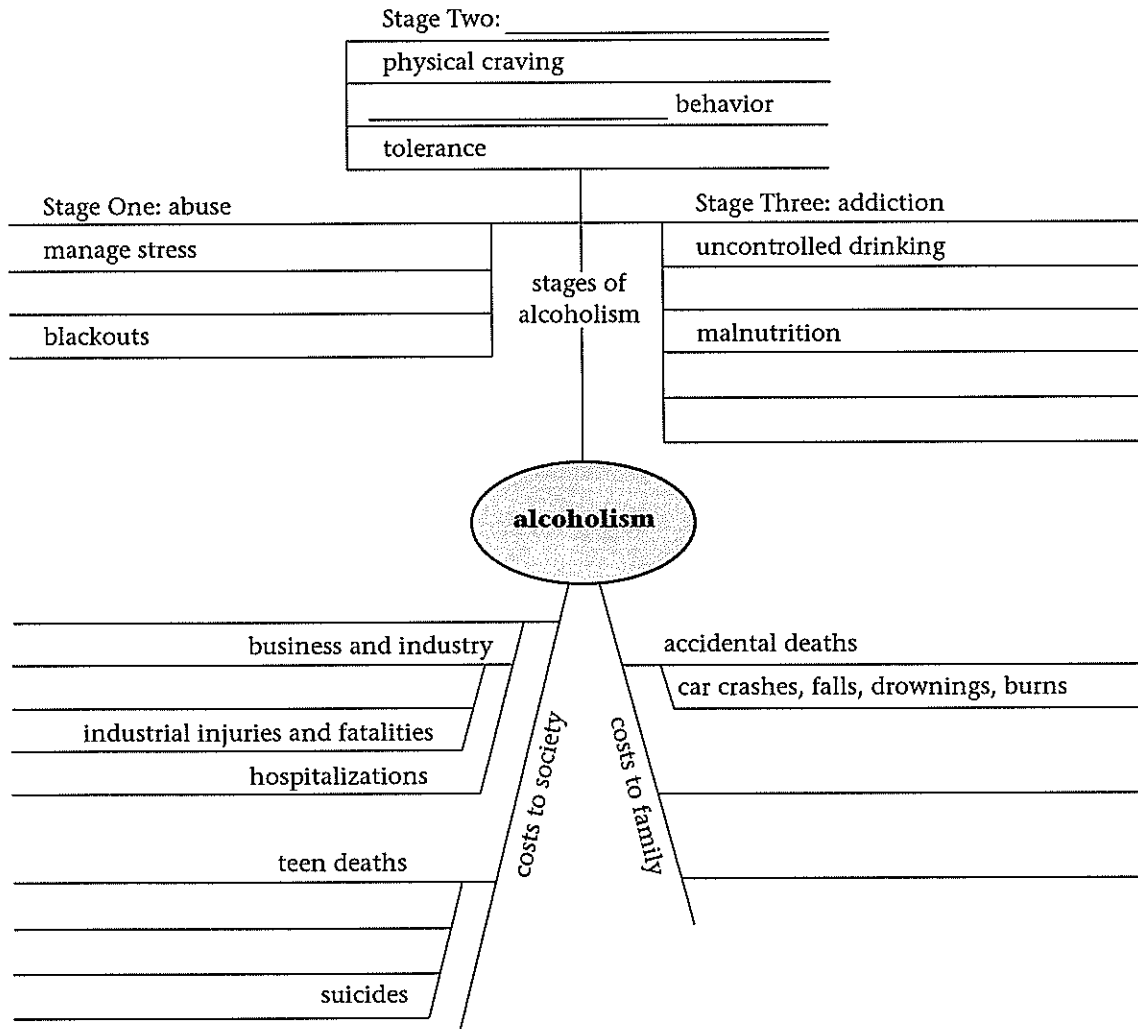 Stage Two:
physical craving
behavior
tolerance
Stage One: abuse
manage stress
blackouts
Stage Three: addiction
uncontrolled drinking
malnutrition
stages of
alcoholism
alcoholism
business and industry
industrial injuries and fatalities
hospitalizations
teen deaths
suicides
costs to society
costs to family
accidental deaths
car crashes, falls, drownings, burns